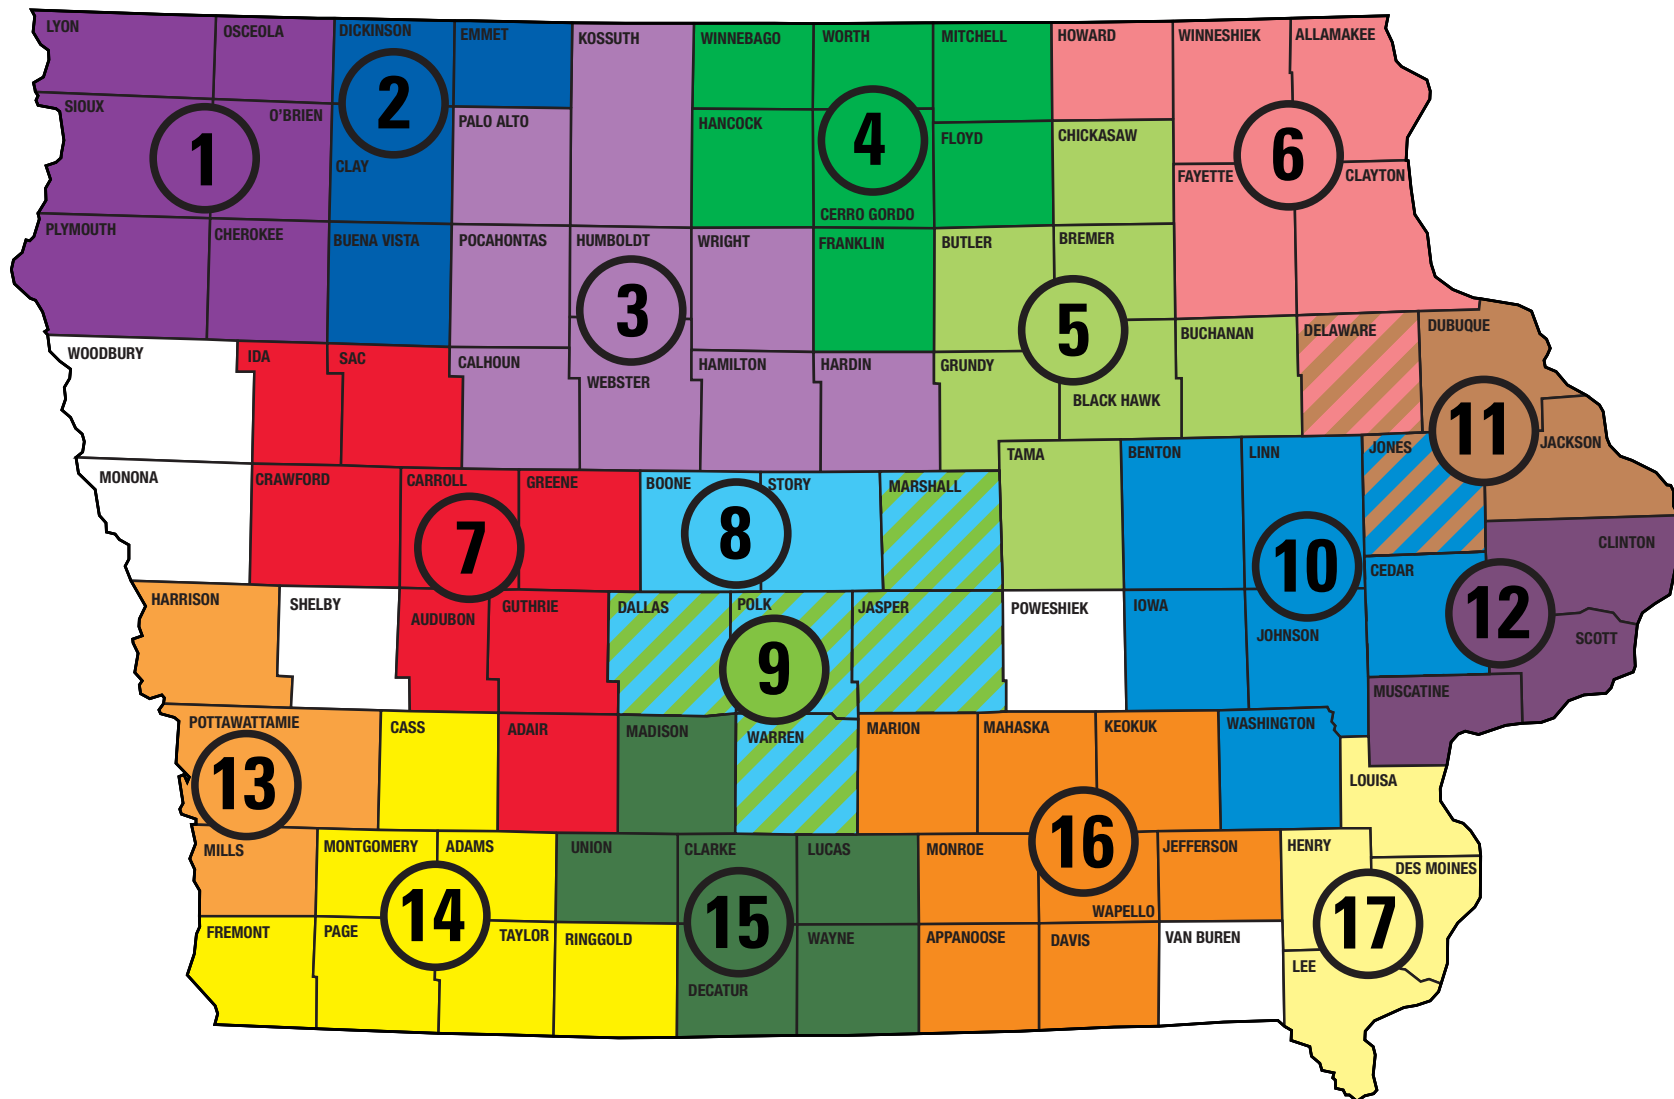 LYON
OSCEOLA
DICKINSON
EMMET
KOSSUTH
WINNEBAGO
WORTH
MITCHELL
HOWARD
WINNESHIEK
ALLAMAKEE
SIOUX
O'BRIEN
1
2
CLAY
PALO ALTO
HANCOCK
4
FLOYD
CHICKASAW
6
FAYETTE
CLAYTON
CERRO GORDO
PLYMOUTH
CHEROKEE
BUENA VISTA
POCAHONTAS
HUMBOLDT
WRIGHT
FRANKLIN
BUTLER
BREMER
3
5
WOODBURY
IDA
SAC
CALHOUN
WEBSTER
HAMILTON
HARDIN
GRUNDY
BLACK HAWK
BUCHANAN
DELAWARE
DUBUQUE
11
JACKSON
MONONA
CRAWFORD
CARROLL
GREENE
BOONE
STORY
MARSHALL
TAMA
BENTON
LINN
JONES
7
8
10
CLINTON
CEDAR
12
SCOTT
HARRISON
SHELBY
AUDUBON
GUTHRIE
DALLAS
POLK
JASPER
POWESHIEK
IOWA
JOHNSON
9
MUSCATINE
POTTAWATTAMIE
CASS
ADAIR
MADISON
WARREN
MARION
MAHASKA
KEOKUK
WASHINGTON
13
LOUISA
MILLS
MONTGOMERY
ADAMS
UNION
CLARKE
LUCAS
MONROE
16
JEFFERSON
HENRY
DES MOINES
WAPELLO
14
15
17
FREMONT
PAGE
TAYLOR
RINGGOLD
DECATUR
WAYNE
APPANOOSE
DAVIS
VAN BUREN
LEE